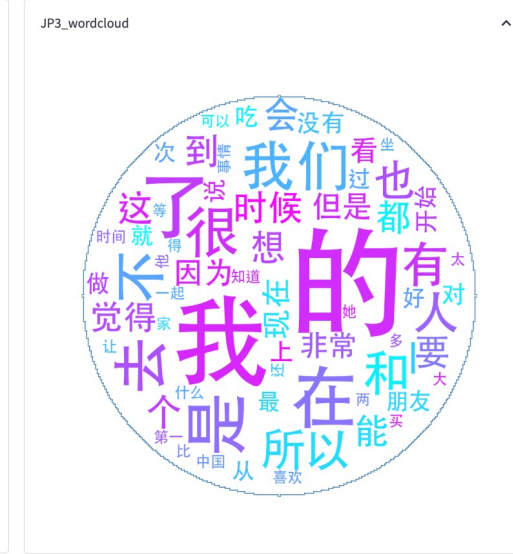 JP3_wordcloud
可以
吃
会
没有
次
到
事情
我们
看
坐
过
也
说
了
很
这
等
时候
但是
都
开始
时间
就
得
他
想
的
有
太
不
因为
知道
做
一起
现在
她
好
人
对
觉得
家
我
上
非常
多
一
要
让
去
还
和
大
什么
最
在
两
朋友
买
个
是
第一
比
所以
能
中国
从
喜欢